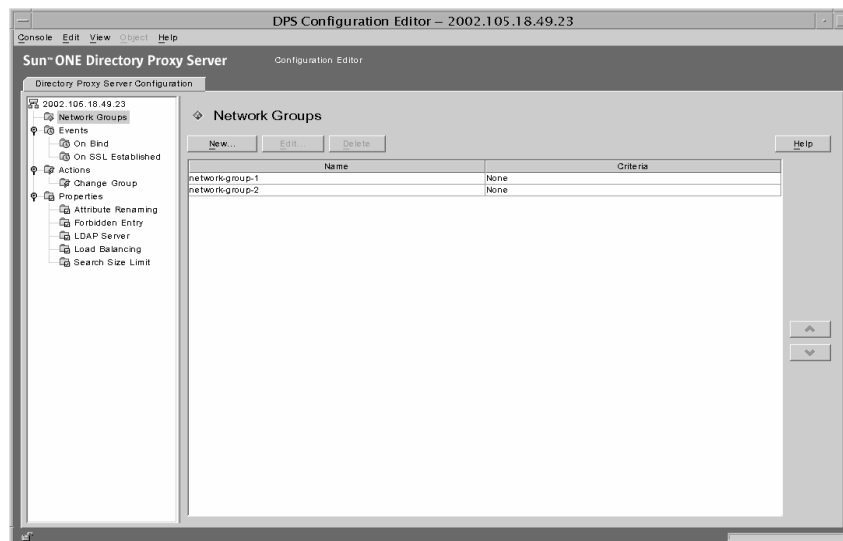 DPS Configuration Editor – 2002.105.18.49.23
Console Edit View Object Help
Sun™ ONE Directory Proxy Server Configuration Editor
Directory Proxy Server Configuration
2002.105.18.49.23
Network Groups
Events
On Bind
On SSL Established
Actions
Change Group
Properties
Attribute Renaming
Forbidden Entry
LDAP Server
Load Balancing
Search Size Limit
Network Groups
New... Edit... Delete Help
Name Criteria
network-group-1 None
network-group-2 None